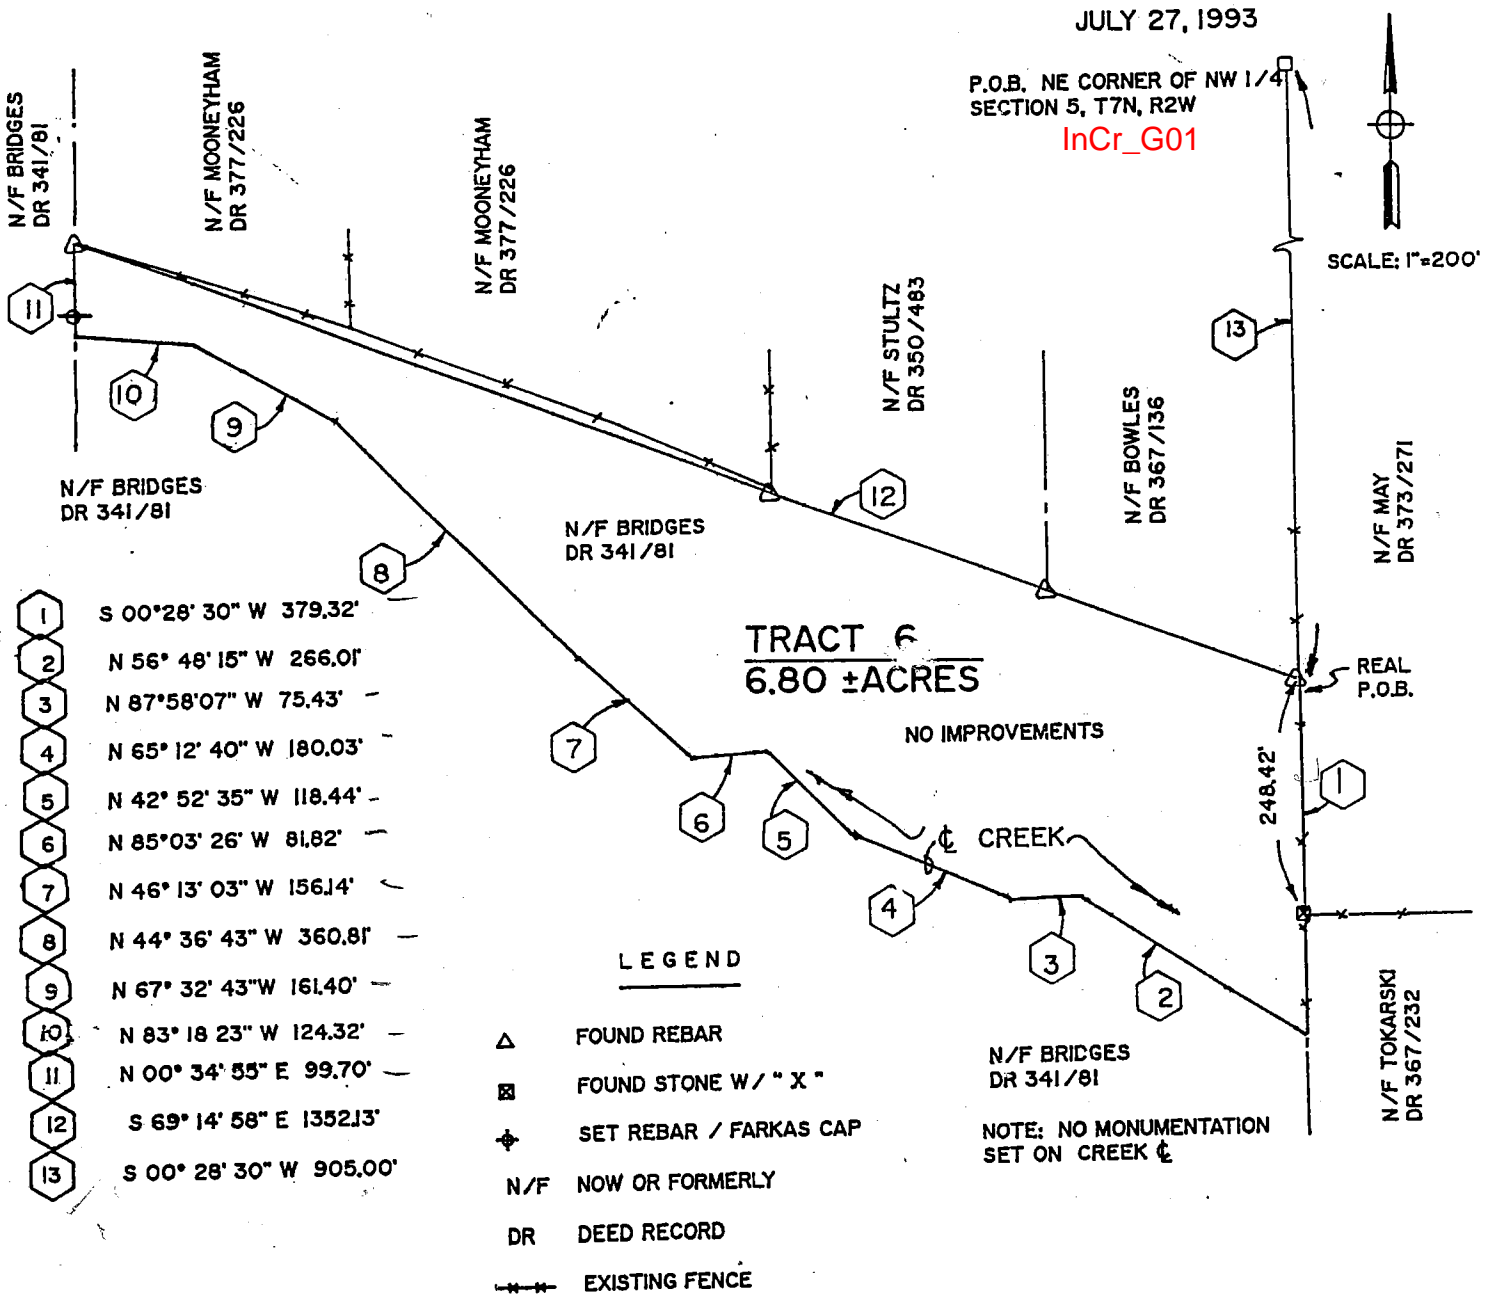 JULY 27, 1993
P.O.B. NE CORNER OF NW 1/4
SECTION 5, T7N, R2W
InCr_G01
SCALE: 1"=200'
N/F BRIDGES
DR 341/81
N/F MOONEYHAM
DR 377/226
N/F MOONEYHAM
DR 377/226
N/F STULTZ
DR 350/483
N/F BOWLES
DR 367/136
N/F MAY
DR 373/271
11
10
9
8
12
13
N/F BRIDGES
DR 341/81
N/F BRIDGES
DR 341/81
TRACT 6
6.80 ±ACRES
NO IMPROVEMENTS
REAL
P.O.B.
248.42'
1
7
6
5
4
3
2
℄ CREEK
1 S 00°28' 30" W 379.32'
2 N 56° 48' 15" W 266.01'
3 N 87°58'07" W 75.43'
4 N 65° 12' 40" W 180.03'
5 N 42° 52' 35" W 118.44'
6 N 85°03' 26" W 81.82'
7 N 46° 13' 03" W 156.14'
8 N 44° 36' 43" W 360.81'
9 N 67° 32' 43" W 161.40'
10 N 83° 18 23" W 124.32'
11 N 00° 34' 55" E 99.70'
12 S 69° 14' 58" E 1352.13'
13 S 00° 28' 30" W 905.00'
LEGEND
FOUND REBAR
FOUND STONE W/ "X"
SET REBAR / FARKAS CAP
N/F NOW OR FORMERLY
DR DEED RECORD
EXISTING FENCE
N/F BRIDGES
DR 341/81
NOTE: NO MONUMENTATION
SET ON CREEK ℄
N/F TOKARSKI
DR 367/232